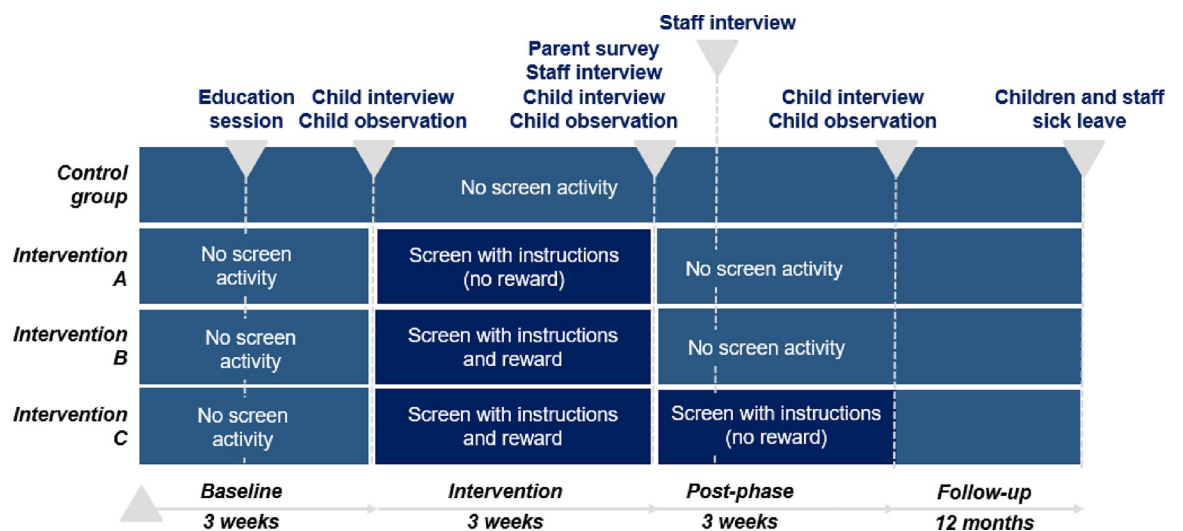 Staff interview
Parent survey
Staff interview
Education
session
Child interview
Child observation
Child interview
Child observation
Child interview
Child observation
Children and staff
sick leave
Control
group
No screen activity
Intervention
A
No screen
activity
Screen with instructions
(no reward)
No screen activity
Intervention
B
No screen
activity
Screen with instructions
and reward
No screen activity
Intervention
C
No screen
activity
Screen with instructions
and reward
Screen with instructions
(no reward)
Baseline
3 weeks
Intervention
3 weeks
Post-phase
3 weeks
Follow-up
12 months